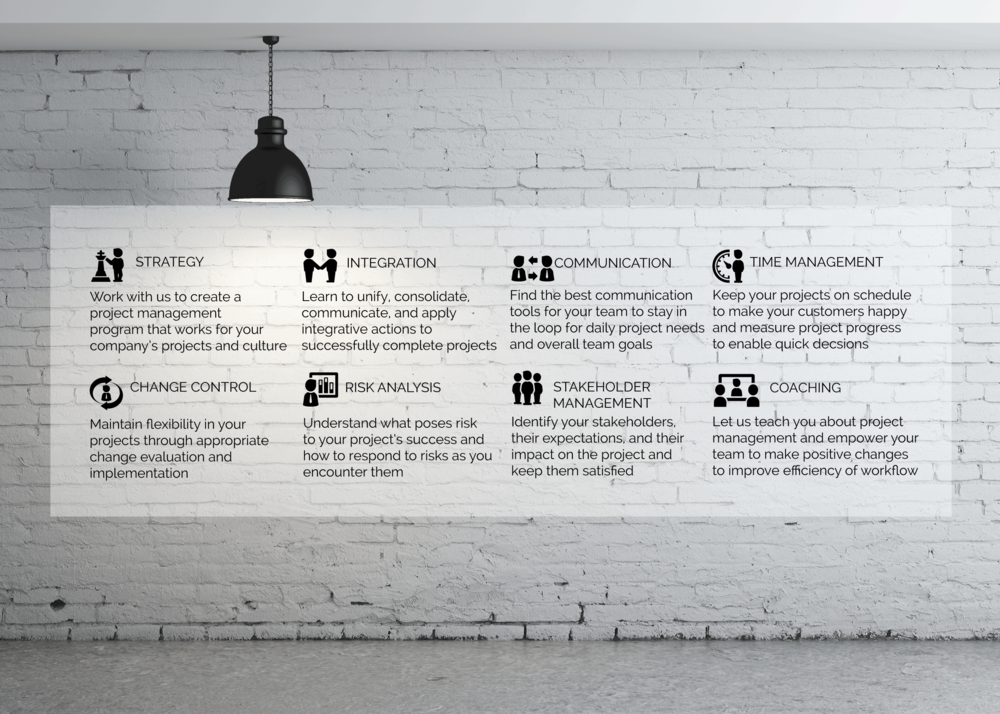 STRATEGY
Work with us to create a
project management
program that works for your
company's projects and culture
INTEGRATION
Learn to unify, consolidate,
communicate, and apply
integrative actions to
successfully complete projects
COMMUNICATION
Find the best communication
tools for your team to stay in
the loop for daily project needs
and overall team goals
TIME MANAGEMENT
Keep your projects on schedule
to make your customers happy
and measure project progress
to enable quick decsions
CHANGE CONTROL
Maintain flexibility in your
projects through appropriate
change evaluation and
implementation
RISK ANALYSIS
Understand what poses risk
to your project's success and
how to respond to risks as you
encounter them
STAKEHOLDER
MANAGEMENT
Identify your stakeholders,
their expectations, and their
impact on the project and
keep them satisfied
COACHING
Let us teach you about project
management and empower your
team to make positive changes
to improve efficiency of workflow